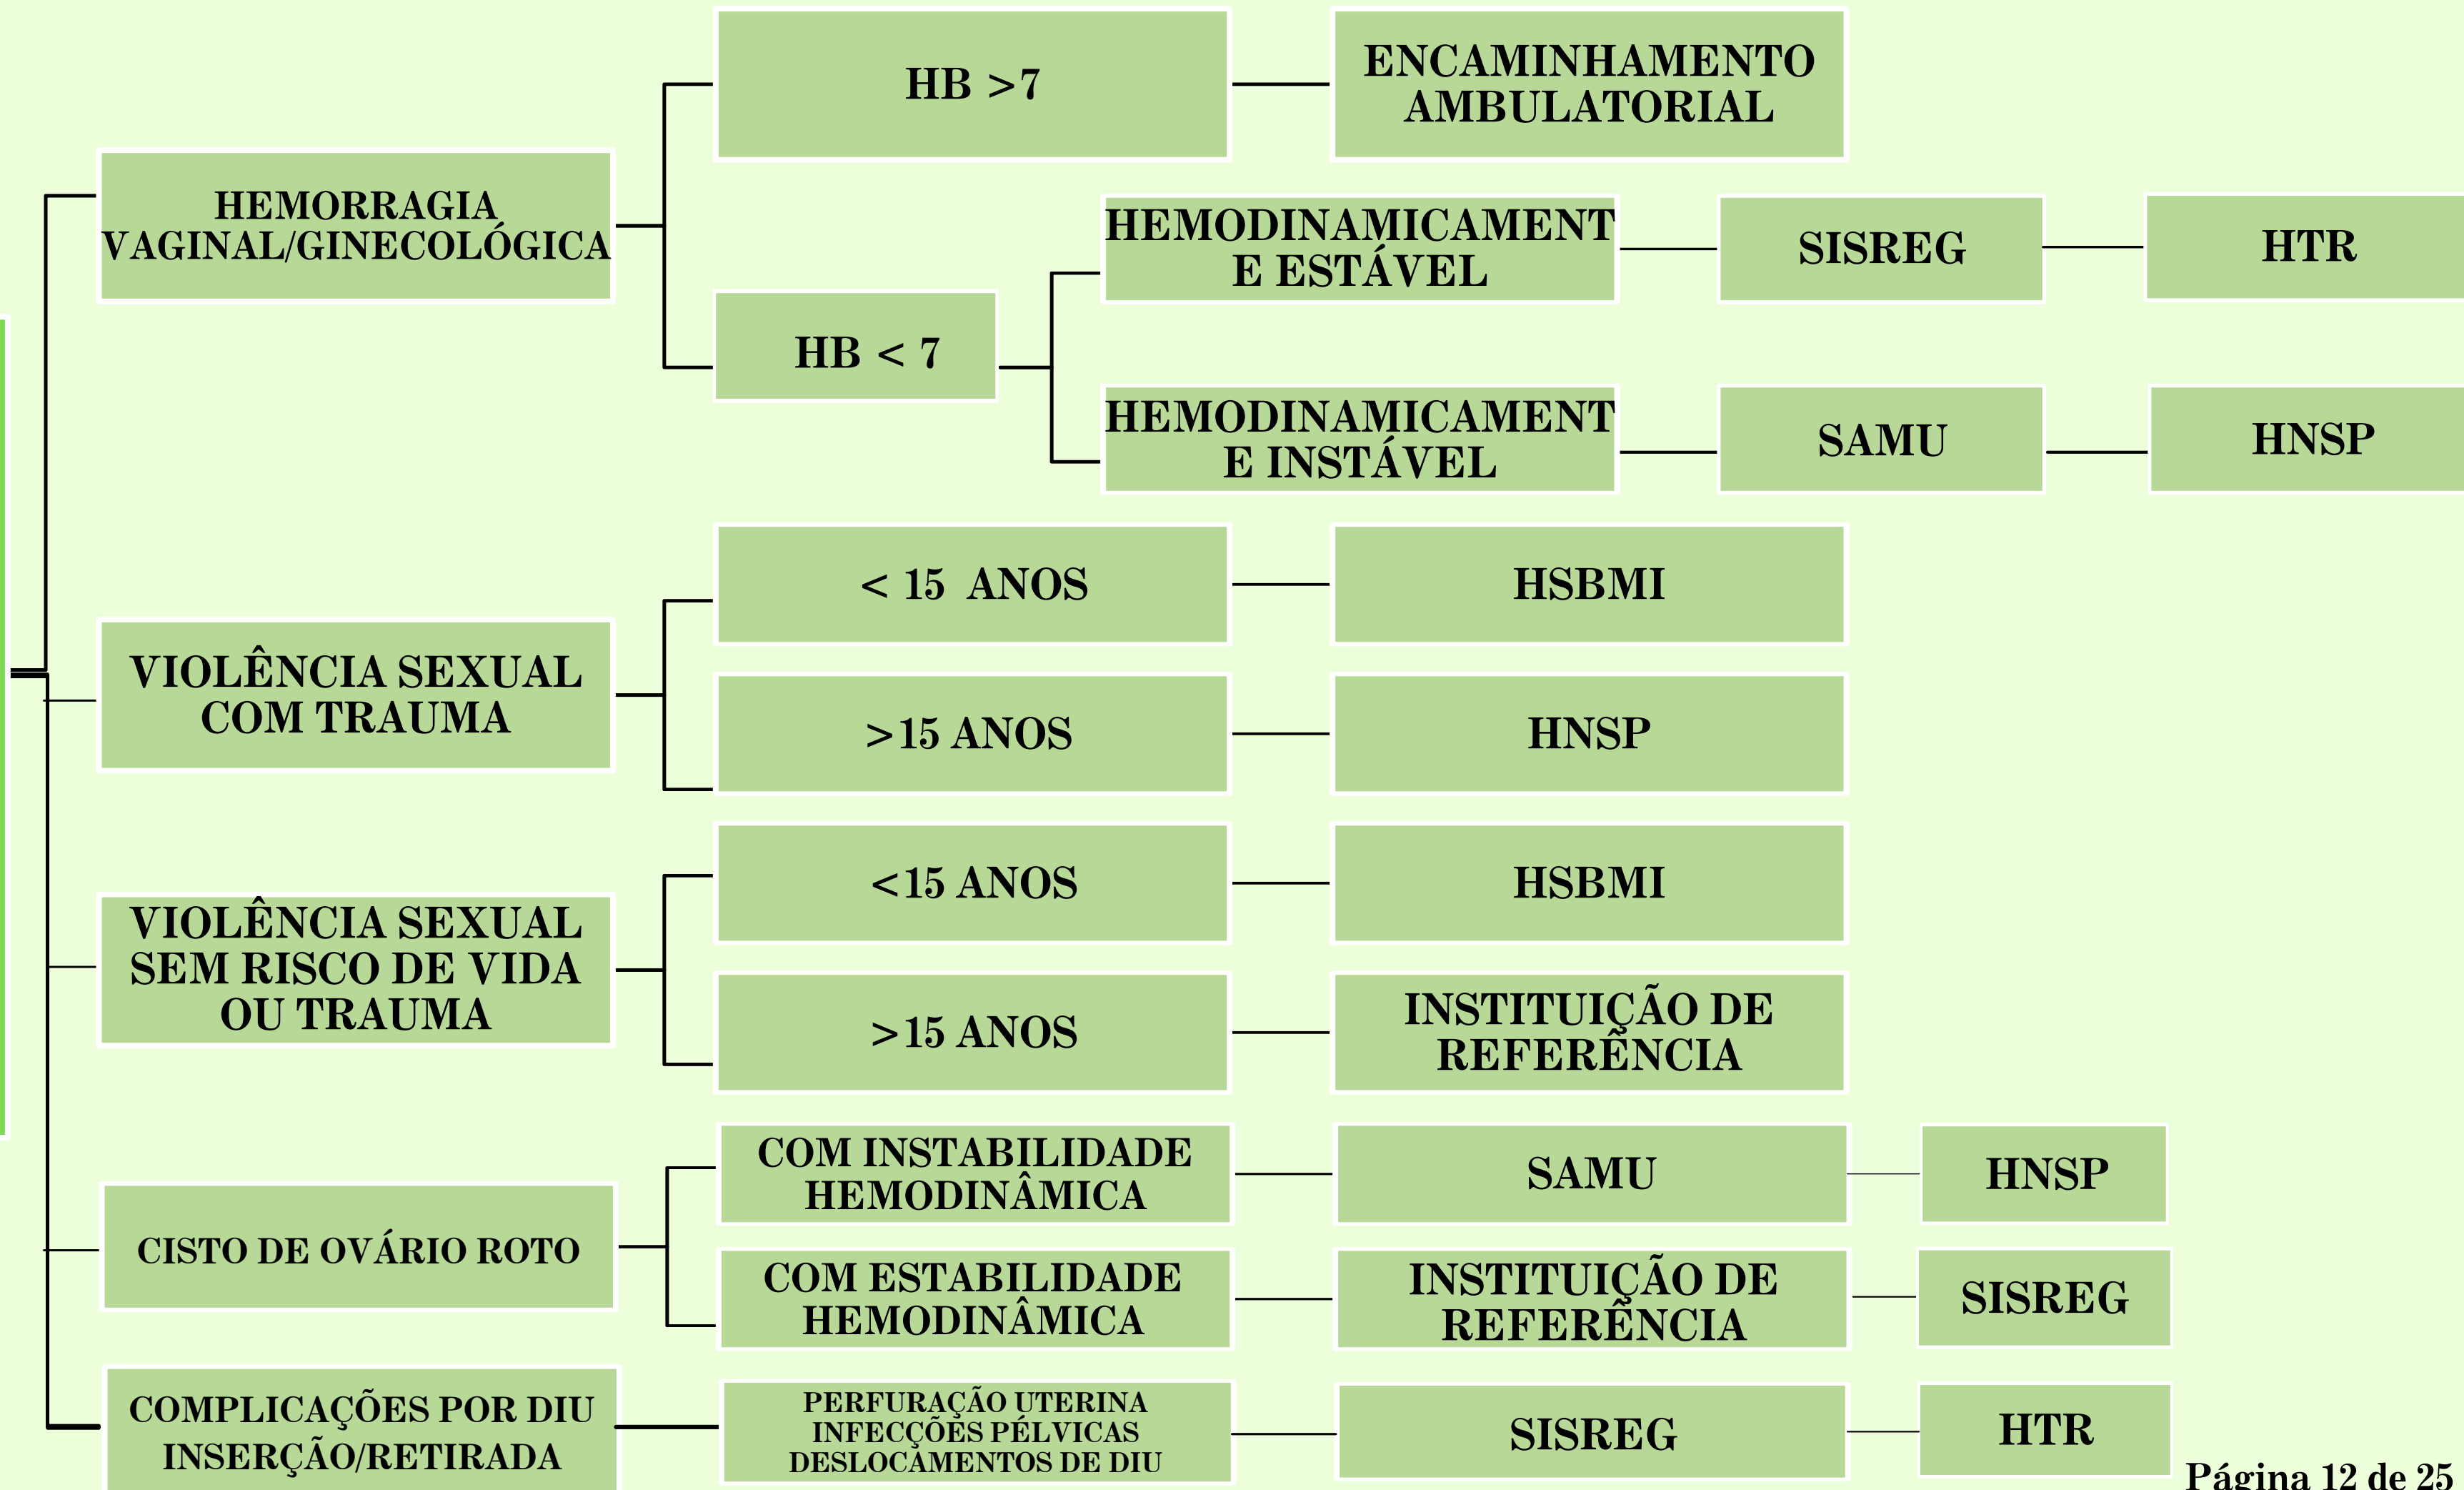 HB >7
ENCAMINHAMENTO
AMBULATORIAL
HEMORRAGIA
VAGINAL/GINECOLÓGICA
HEMODINAMICAMENT
E ESTÁVEL
SISREG
HTR
HB < 7
HEMODINAMICAMENT
E INSTÁVEL
SAMU
HNSP
VIOLÊNCIA SEXUAL
COM TRAUMA
< 15 ANOS
HSBMI
>15 ANOS
HNSP
VIOLÊNCIA SEXUAL
SEM RISCO DE VIDA
OU TRAUMA
<15 ANOS
HSBMI
>15 ANOS
INSTITUIÇÃO DE
REFERÊNCIA
CISTO DE OVÁRIO ROTO
COM INSTABILIDADE
HEMODINÂMICA
SAMU
HNSP
COM ESTABILIDADE
HEMODINÂMICA
INSTITUIÇÃO DE
REFERÊNCIA
SISREG
COMPLICAÇÕES POR DIU
INSERÇÃO/RETIRADA
PERFURAÇÃO UTERINA
INFECÇÕES PÉLVICAS
DESLOCAMENTOS DE DIU
SISREG
HTR
Página 12 de 25